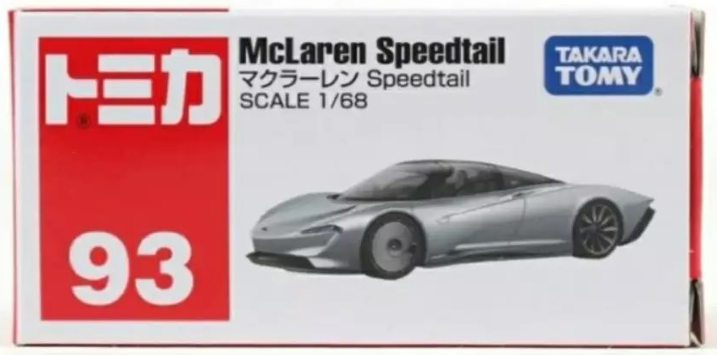 トミカ
®
93
McLaren Speedtail
マクラーレン Speedtail
SCALE 1/68
TAKARA
TOMY
®